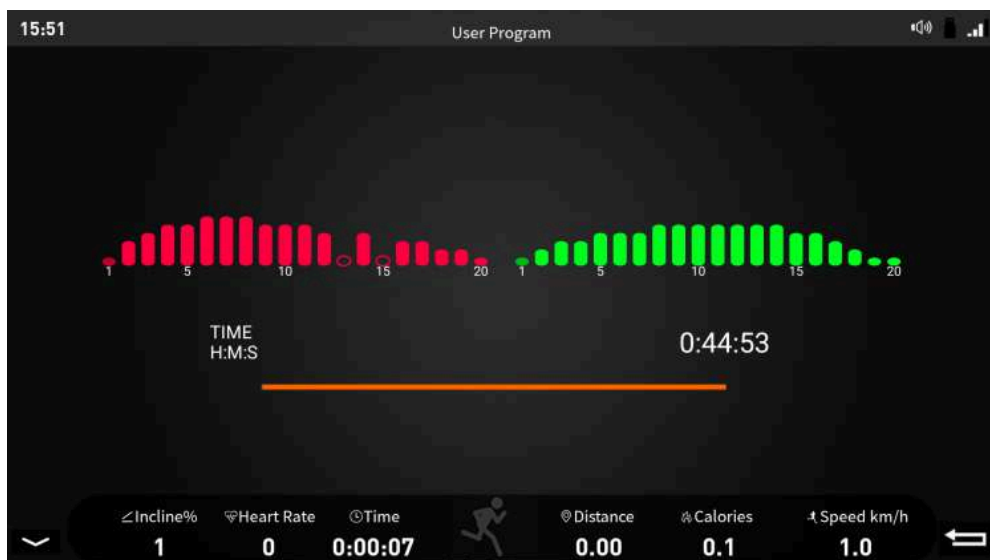 15:51
User Program
1 5 10 15 20
1 5 10 15 20
TIME
H:M:S
0:44:53
Incline% Heart Rate Time Distance Calories Speed km/h
1 0 0:00:07 0.00 0.1 1.0